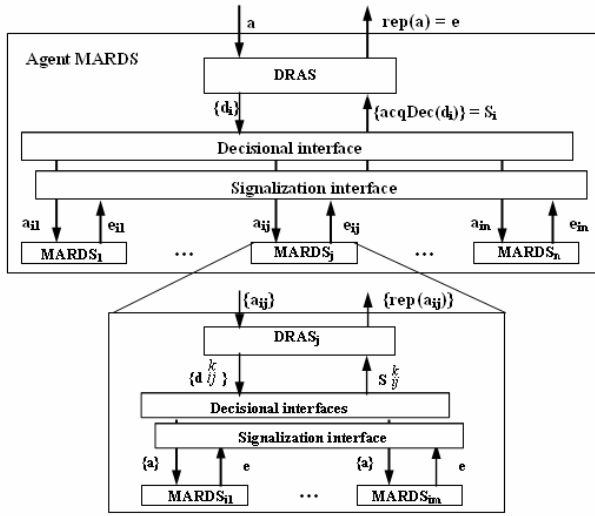 a rep(a) = e
Agent MARDS
DRAS
{dᵢ} {acqDec(dᵢ)} = Sᵢ
Decisional interface
Signalization interface
aᵢ₁ eᵢ₁ aᵢⱼ eᵢⱼ aᵢₙ eᵢₙ
MARDS₁ ... MARDSⱼ ... MARDSₙ
{aᵢⱼ} {rep(aᵢⱼ)}
DRASⱼ
{d k ij } S k ij
Decisional interfaces
Signalization interface
{a} e {a} e
MARDSᵢ₁ ... MARDSᵢₘ